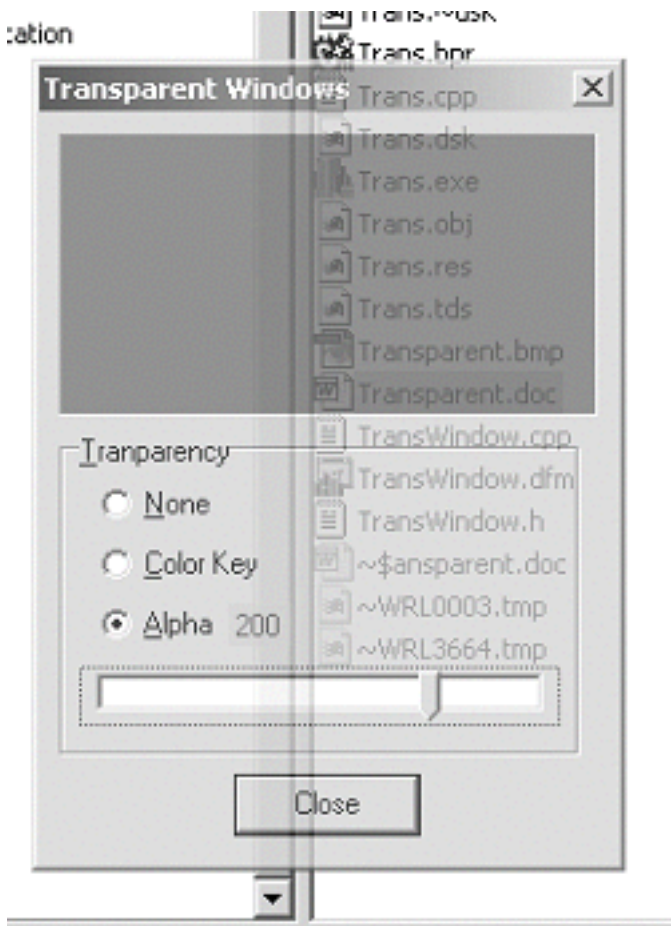 cation
Trans.~dsk
Trans.bpr
Transparent Windows
Trans.cpp
Trans.dsk
Trans.exe
Trans.obj
Trans.res
Trans.tds
Transparent.bmp
Transparent.doc
TransWindow.cpp
Tranparency
TransWindow.dfm
None
TransWindow.h
Color Key
~$ansparent.doc
Alpha 200
~WRL0003.tmp
~WRL3664.tmp
Close